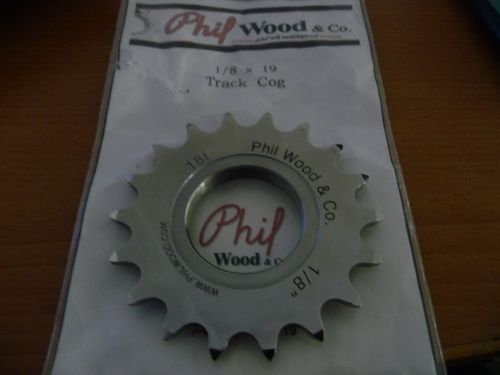 Phil Wood & Co.
www.philwood.com
1/8 x 19
Track Cog
18t Phil Wood & Co.
1/8"
WWW.PHILWOOD.COM
Phil
Wood & Co